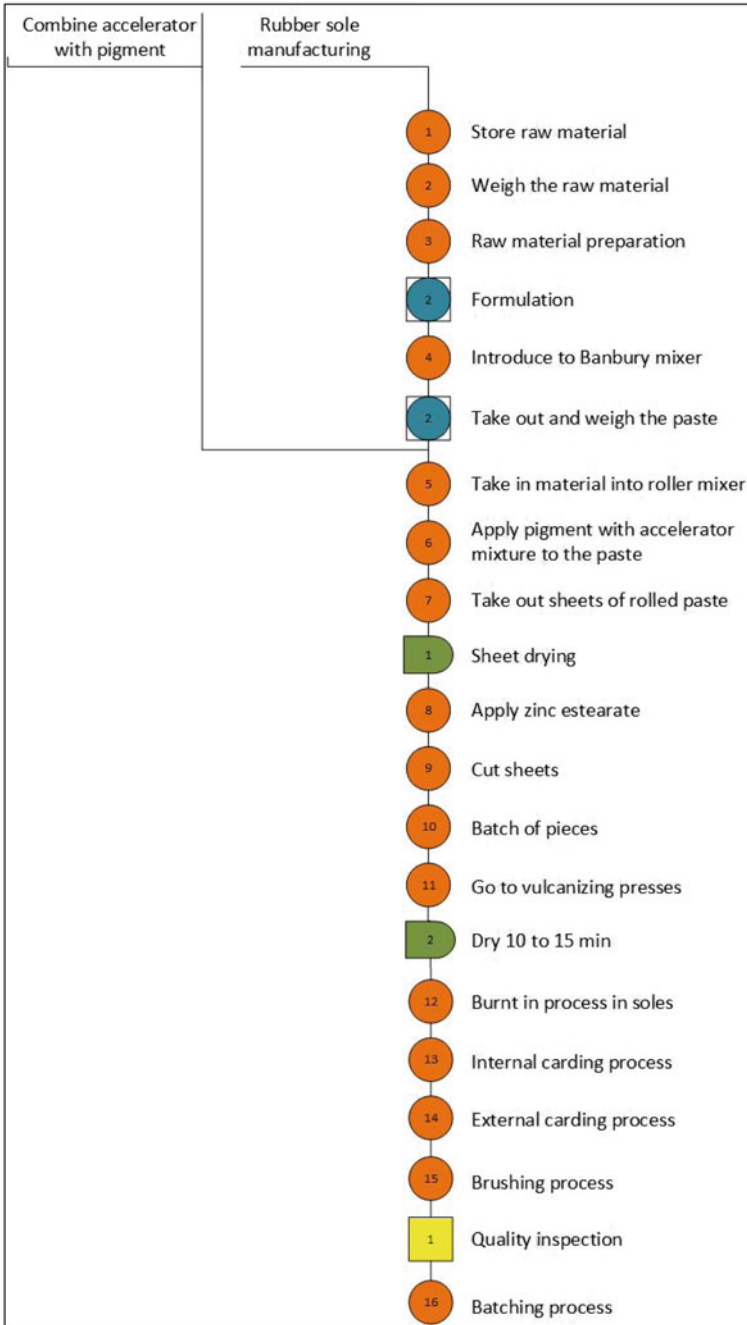 Combine accelerator
with pigment
Rubber sole
manufacturing
1 Store raw material
2 Weigh the raw material
3 Raw material preparation
2 Formulation
4 Introduce to Banbury mixer
2 Take out and weigh the paste
5 Take in material into roller mixer
6 Apply pigment with accelerator
mixture to the paste
7 Take out sheets of rolled paste
1 Sheet drying
8 Apply zinc estearate
9 Cut sheets
10 Batch of pieces
11 Go to vulcanizing presses
2 Dry 10 to 15 min
12 Burnt in process in soles
13 Internal carding process
14 External carding process
15 Brushing process
1 Quality inspection
16 Batching process